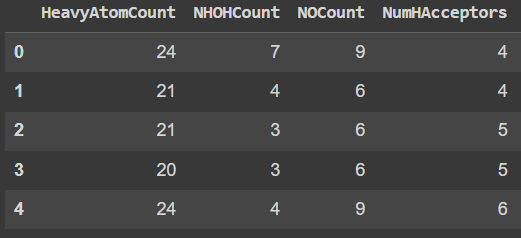 HeavyAtomCount NHOHCount NOCount NumHAcceptors
0 24 7 9 4
1 21 4 6 4
2 21 3 6 5
3 20 3 6 5
4 24 4 9 6